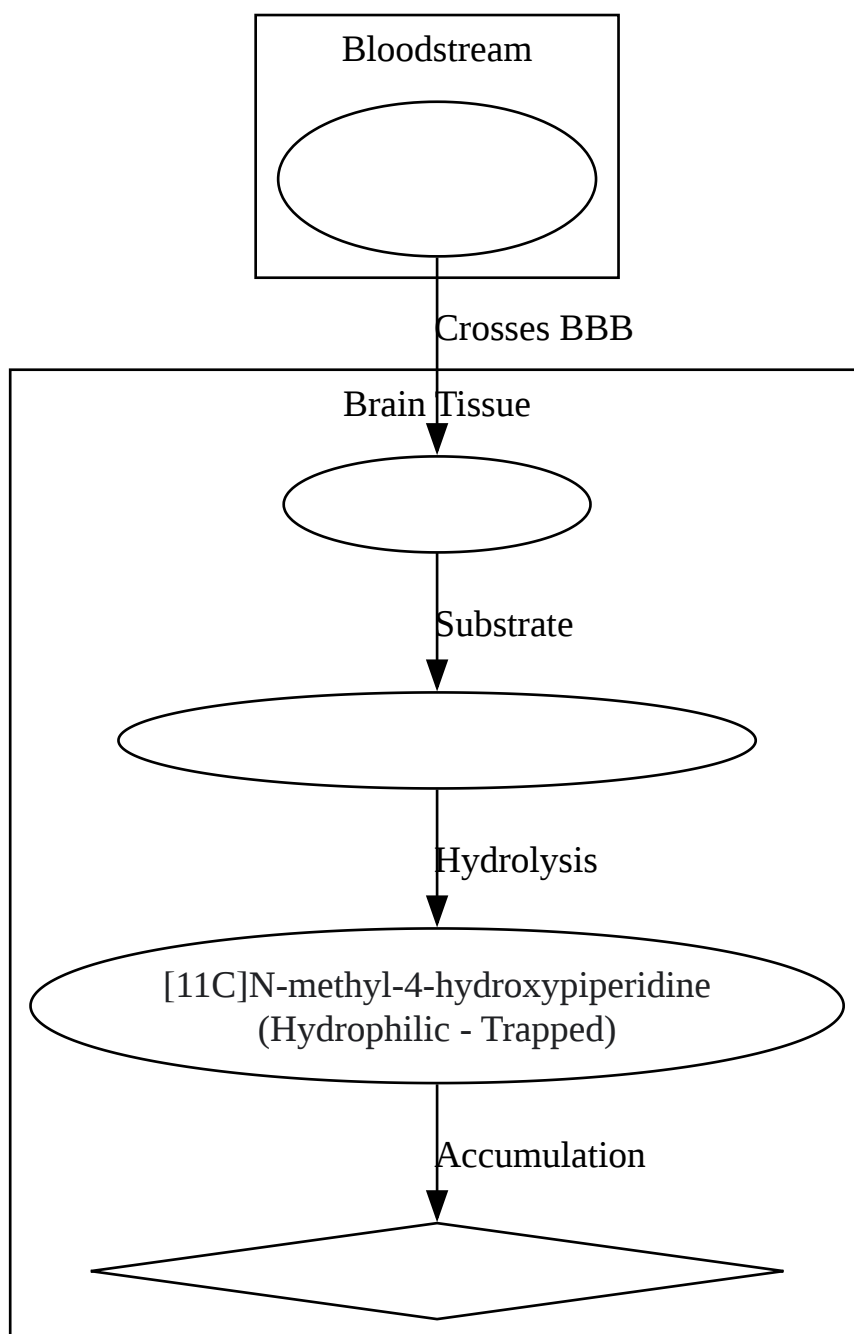 Bloodstream
Crosses BBB
Brain Tissue
Substrate
Hydrolysis
[11C]N-methyl-4-hydroxypiperidine
(Hydrophilic - Trapped)
Accumulation